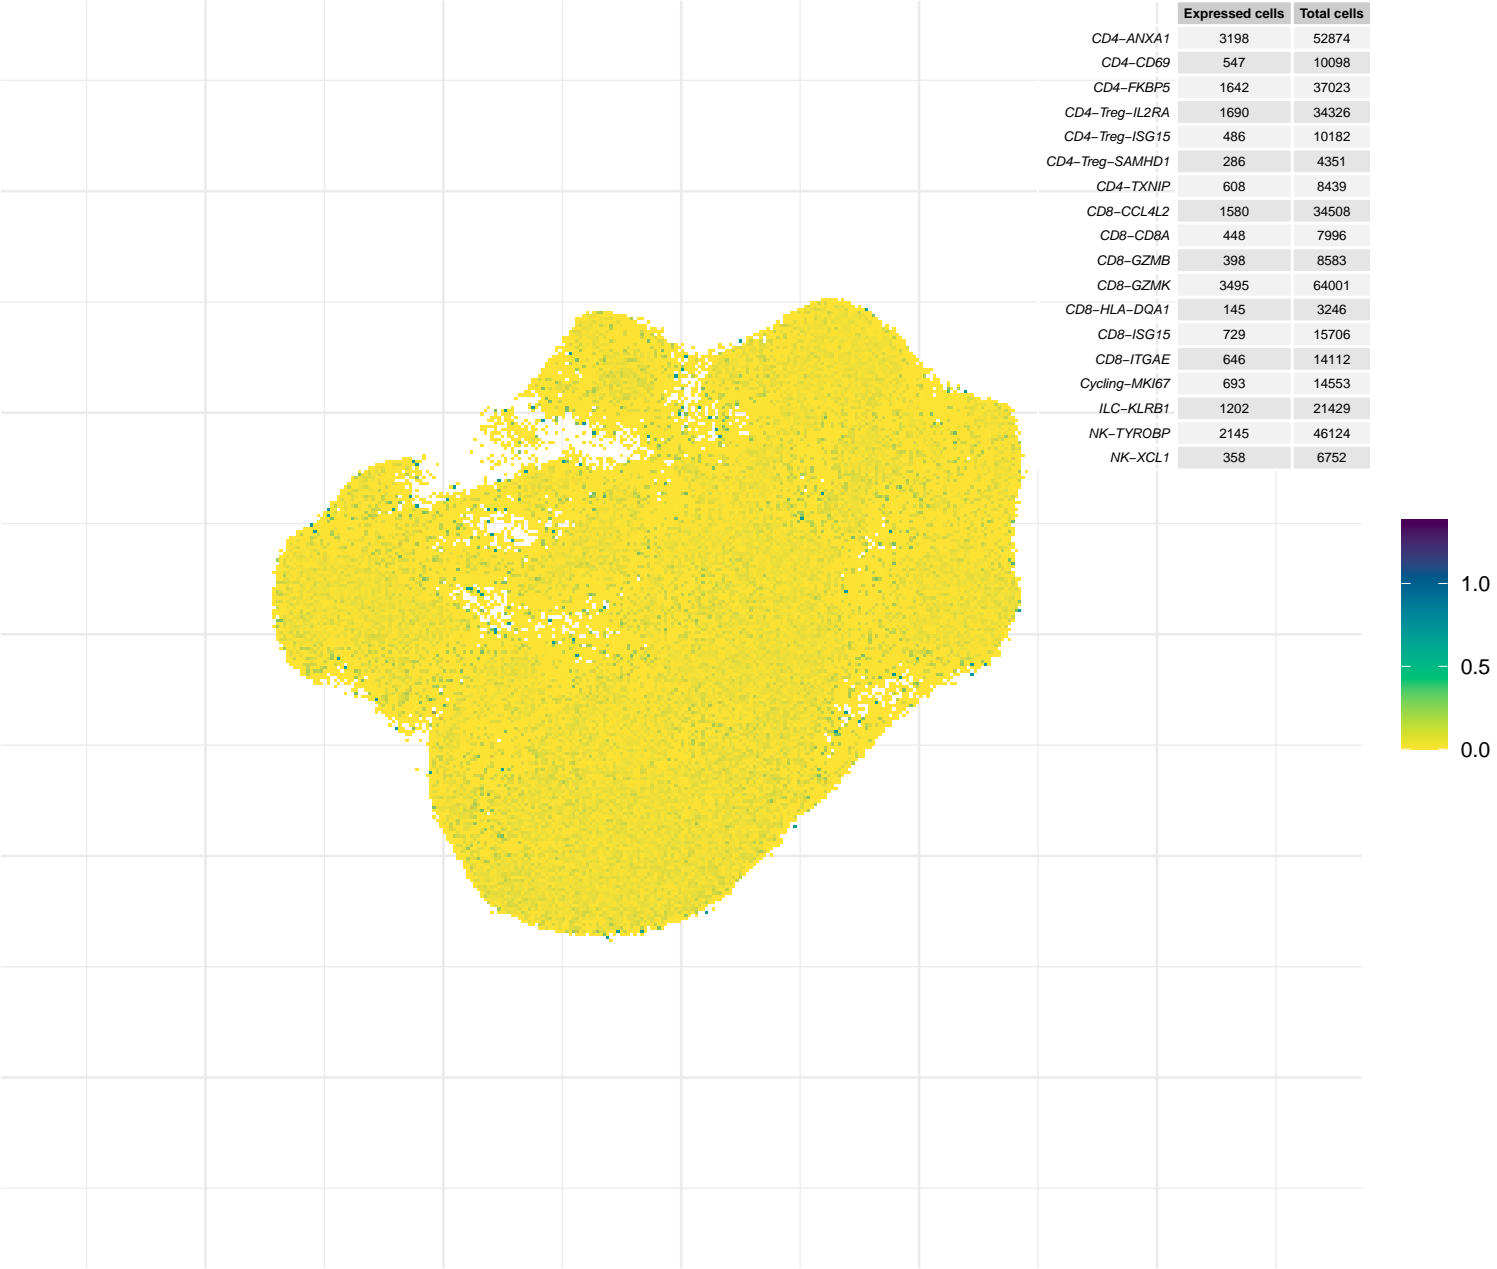 Expressed cells Total cells
CD4−ANXA1 3198 52874
CD4−CD69 547 10098
CD4−FKBP5 1642 37023
CD4−Treg−IL2RA 1690 34326
CD4−Treg−ISG15 486 10182
CD4−Treg−SAMHD1 286 4351
CD4−TXNIP 608 8439
CD8−CCL4L2 1580 34508
CD8−CD8A 448 7996
CD8−GZMB 398 8583
CD8−GZMK 3495 64001
CD8−HLA−DQA1 145 3246
CD8−ISG15 729 15706
CD8−ITGAE 646 14112
Cycling−MKI67 693 14553
ILC−KLRB1 1202 21429
NK−TYROBP 2145 46124
NK−XCL1 358 6752
1.0
0.5
0.0